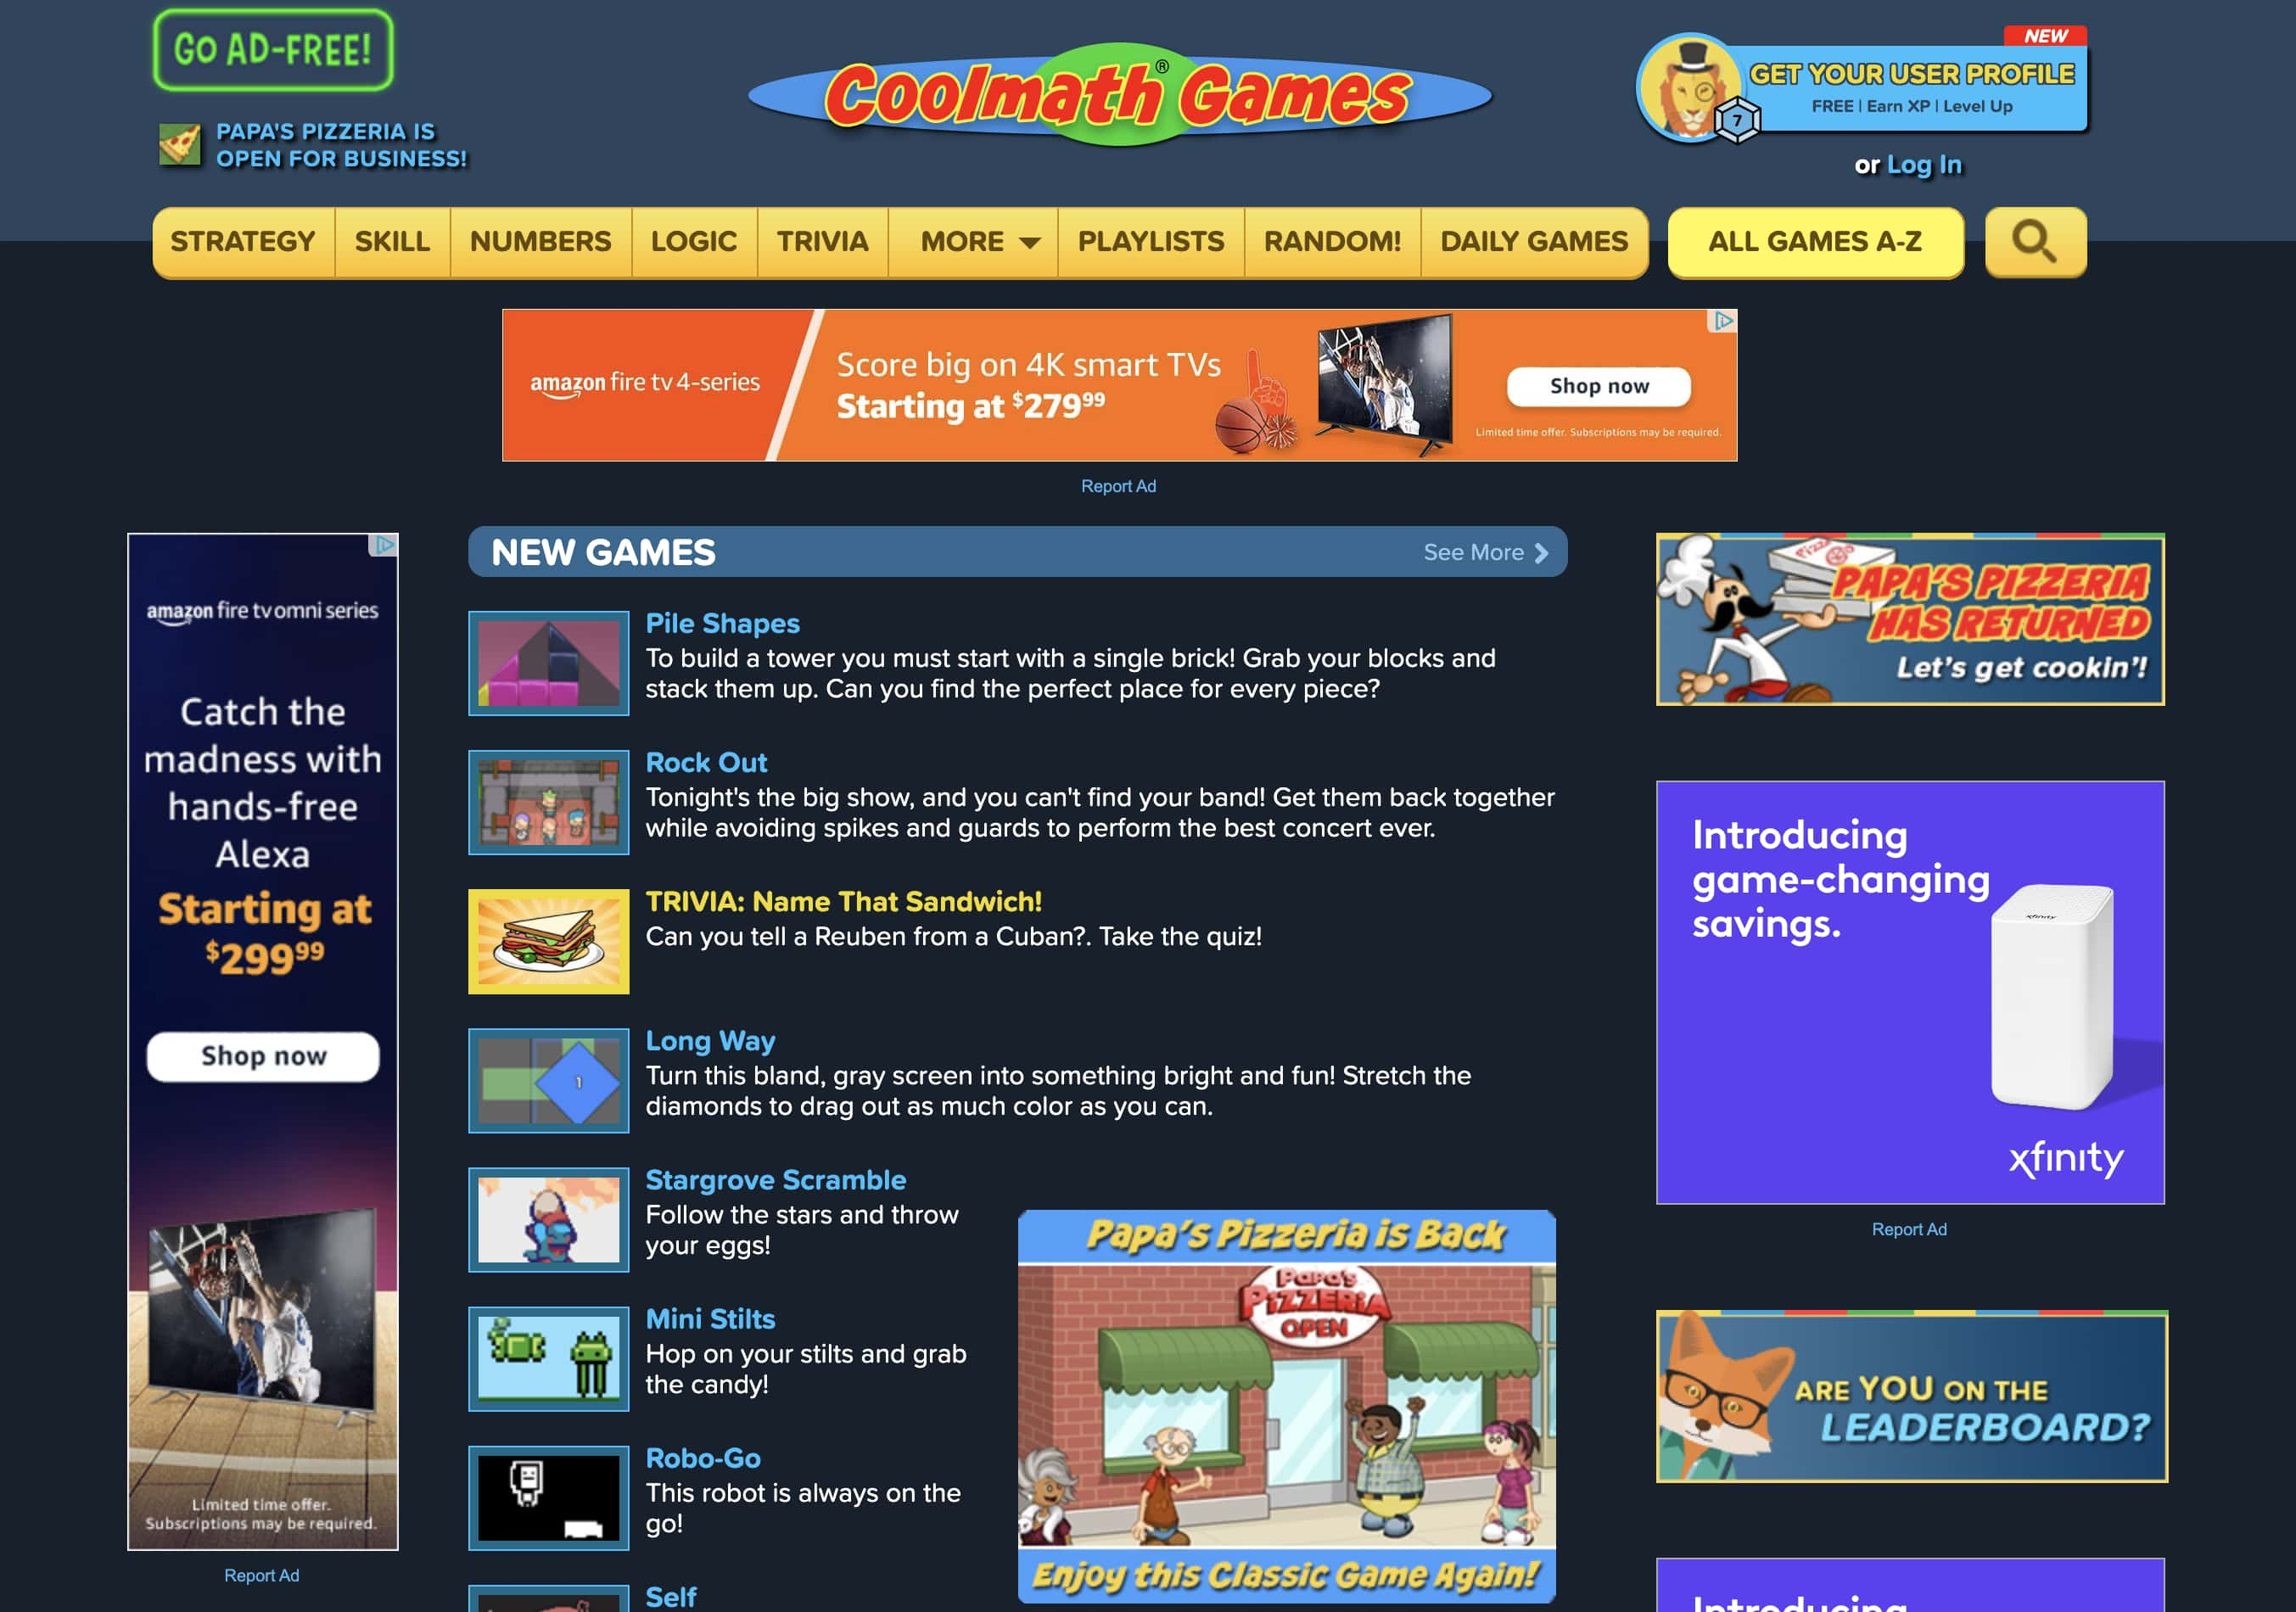 GO AD-FREE!
PAPA'S PIZZERIA IS
OPEN FOR BUSINESS!
Coolmath Games®
NEW
GET YOUR USER PROFILE
FREE | Earn XP | Level Up
7
or Log In
STRATEGY SKILL NUMBERS LOGIC TRIVIA MORE PLAYLISTS RANDOM! DAILY GAMES ALL GAMES A-Z
amazon fire tv 4-series
Score big on 4K smart TVs
Starting at $279⁹⁹
Shop now
Limited time offer. Subscriptions may be required.
Report Ad
amazon fire tv omni series
Catch the
madness with
hands-free
Alexa
Starting at
$299⁹⁹
Shop now
Limited time offer.
Subscriptions may be required.
Report Ad
NEW GAMES
See More
Pile Shapes
To build a tower you must start with a single brick! Grab your blocks and
stack them up. Can you find the perfect place for every piece?
Rock Out
Tonight's the big show, and you can't find your band! Get them back together
while avoiding spikes and guards to perform the best concert ever.
TRIVIA: Name That Sandwich!
Can you tell a Reuben from a Cuban?. Take the quiz!
Long Way
1
Turn this bland, gray screen into something bright and fun! Stretch the
diamonds to drag out as much color as you can.
Stargrove Scramble
Follow the stars and throw
your eggs!
Mini Stilts
Hop on your stilts and grab
the candy!
Robo-Go
This robot is always on the
go!
Self
Papa's Pizzeria is Back
Papa's
PIZZERIA
OPEN
Enjoy this Classic Game Again!
Pizza
PAPA'S PIZZERIA
HAS RETURNED
Let's get cookin'!
Introducing
game-changing
savings.
xfinity
xfinity
Report Ad
ARE YOU ON THE
LEADERBOARD?
Introducing